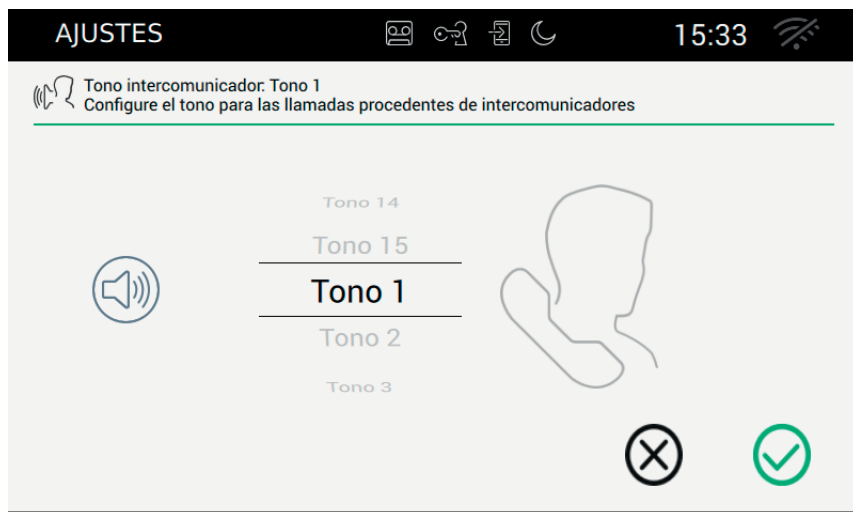 AJUSTES 15:33
Tono intercomunicador: Tono 1
Configure el tono para las llamadas procedentes de intercomunicadores
Tono 14
Tono 15
Tono 1
Tono 2
Tono 3